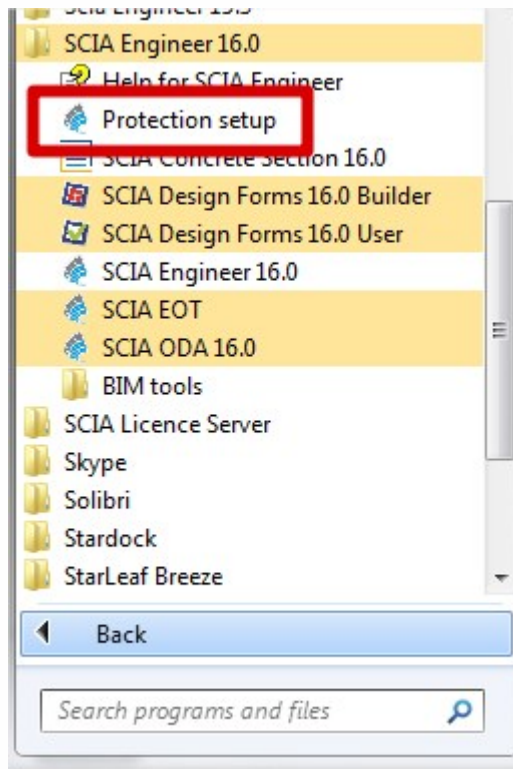 SCIA Engineer 16.0
Help for SCIA Engineer
Protection setup
SCIA Concrete Section 16.0
SCIA Design Forms 16.0 Builder
SCIA Design Forms 16.0 User
SCIA Engineer 16.0
SCIA EOT
SCIA ODA 16.0
BIM tools
SCIA Licence Server
Skype
Solibri
Stardock
StarLeaf Breeze
Back
Search programs and files